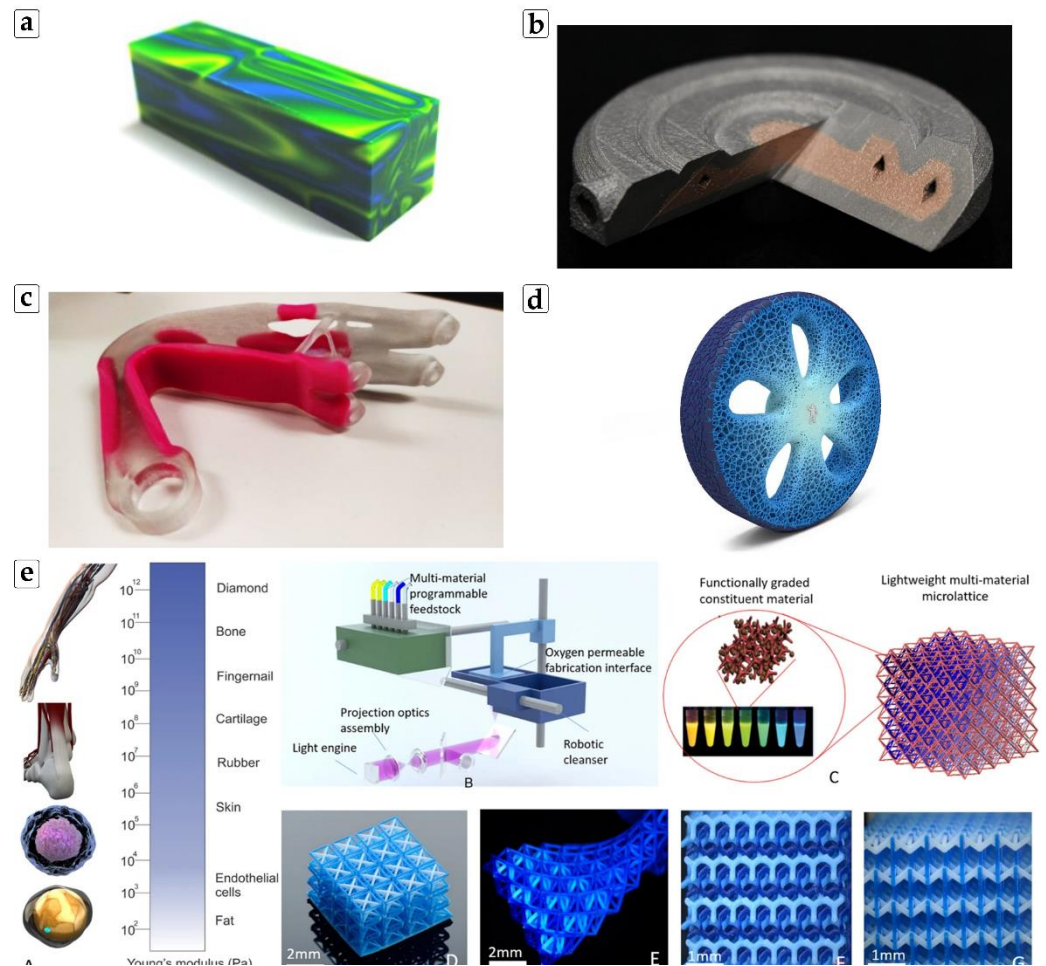 a
b
c
d
e
10¹²
10¹¹
10¹⁰
10⁹
10⁸
10⁷
10⁶
10⁵
10⁴
10³
10²
Diamond
Bone
Fingernail
Cartilage
Rubber
Skin
Endothelial
cells
Fat
Young's modulus (Pa)
A
Multi-material
programmable
feedstock
Oxygen permeable
fabrication interface
Projection optics
assembly
Light engine
Robotic
cleanser
B
Functionally graded
constituent material
C
Lightweight multi-material
microlattice
2mm
D
2mm
E
1mm
F
1mm
G